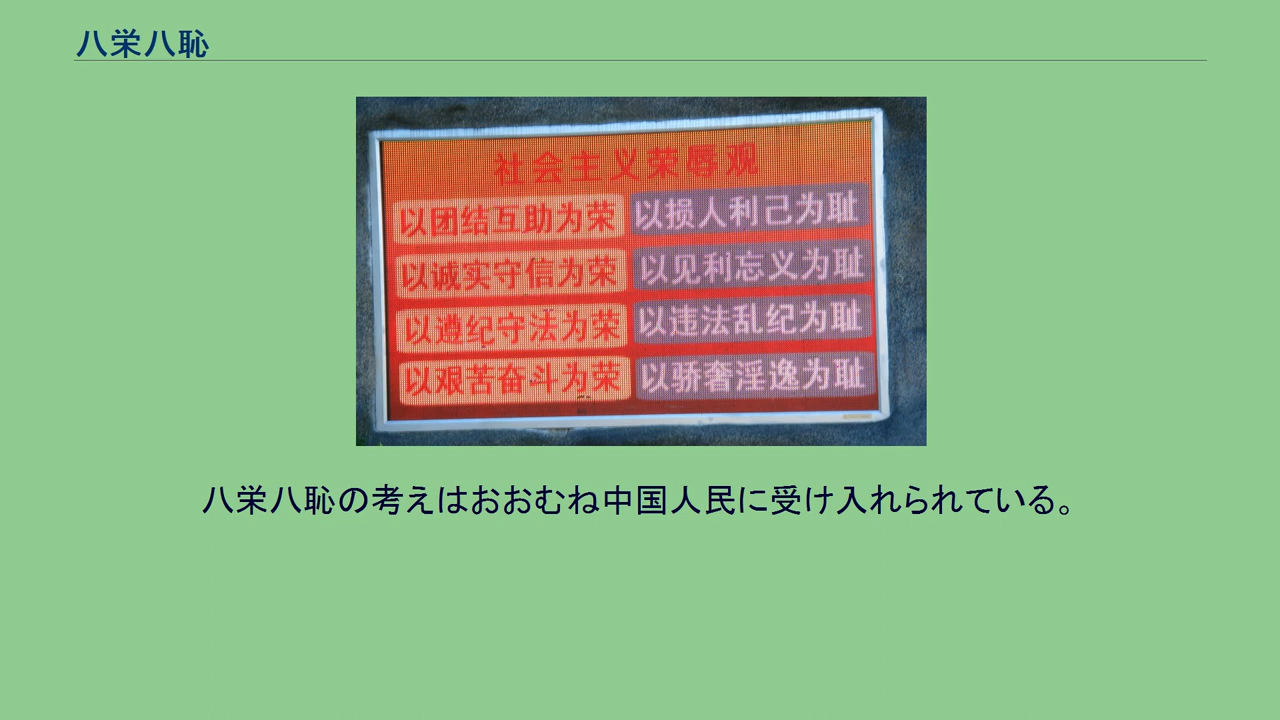 八栄八恥
社会主义荣辱观
以团结互助为荣 以损人利己为耻
以诚实守信为荣 以见利忘义为耻
以遵纪守法为荣 以违法乱纪为耻
以艰苦奋斗为荣 以骄奢淫逸为耻
八栄八恥の考えはおおむね中国人民に受け入れられている。